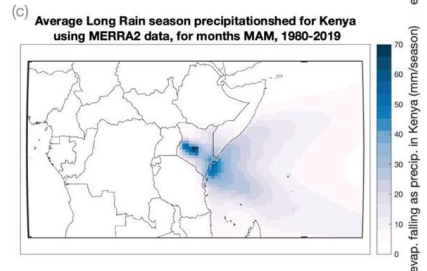 (c)
Average Long Rain season precipitationshed for Kenya
using MERRA2 data, for months MAM, 1980-2019
70
60
50
40
30
20
10
0
evap. falling as precip. in Kenya (mm/season)